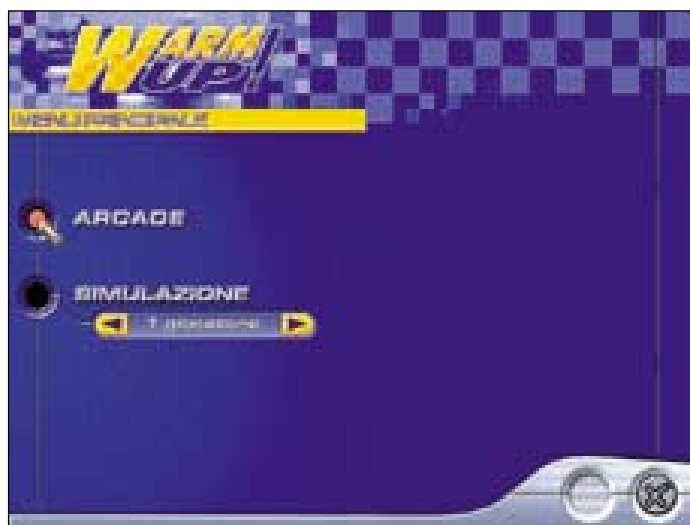 WARM
UP!
MENU PRINCIPALE
ARCADE
SIMULAZIONE
1 giocatore